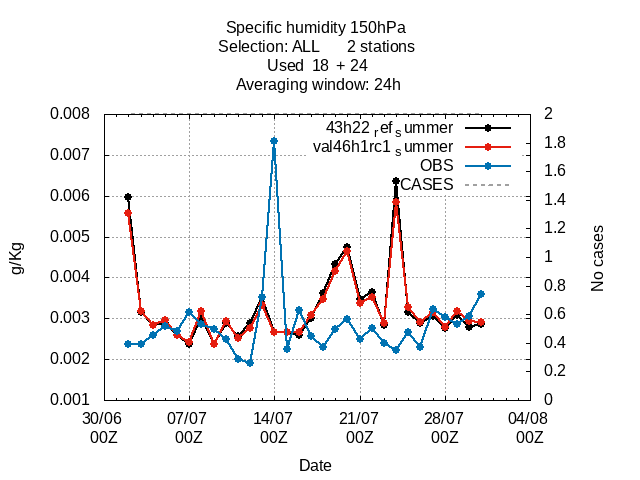 Specific humidity 150hPa
Selection: ALL 2 stations
Used 18 + 24
Averaging window: 24h
0.008
0.007
0.006
0.005
0.004
0.003
0.002
0.001
g/Kg
43h22_ref_summer
val46h1rc1_summer
OBS
CASES
2
1.8
1.6
1.4
1.2
1
0.8
0.6
0.4
0.2
0
No cases
30/06 07/07 14/07 21/07 28/07 04/08
00Z 00Z 00Z 00Z 00Z 00Z
Date